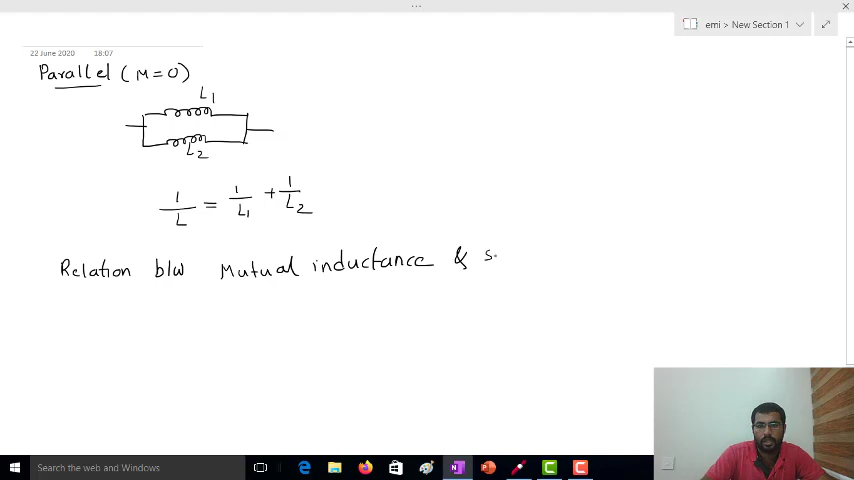 emi > New Section 1
22 June 2020 18:07
Parallel (M=0)
L1
L2
1/L = 1/L1 + 1/L2
Relation b/w Mutual inductance & s
Search the web and Windows